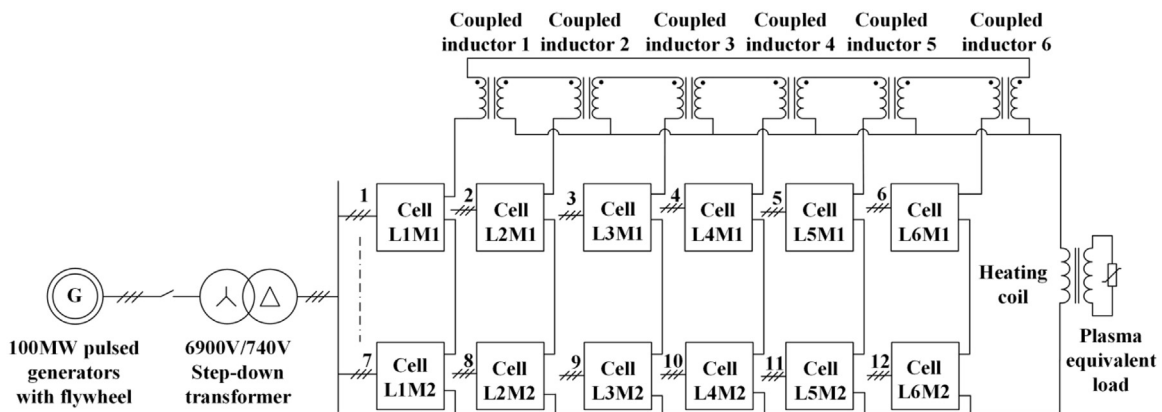 Coupled Coupled Coupled Coupled Coupled Coupled
inductor 1 inductor 2 inductor 3 inductor 4 inductor 5 inductor 6
1 2 3 4 5 6
Cell Cell Cell Cell Cell Cell
L1M1 L2M1 L3M1 L4M1 L5M1 L6M1
Heating
coil
G
100MW pulsed
generators
with flywheel
6900V/740V
Step-down
transformer
7 8 9 10 11 12
Cell Cell Cell Cell Cell Cell
L1M2 L2M2 L3M2 L4M2 L5M2 L6M2
Plasma
equivalent
load